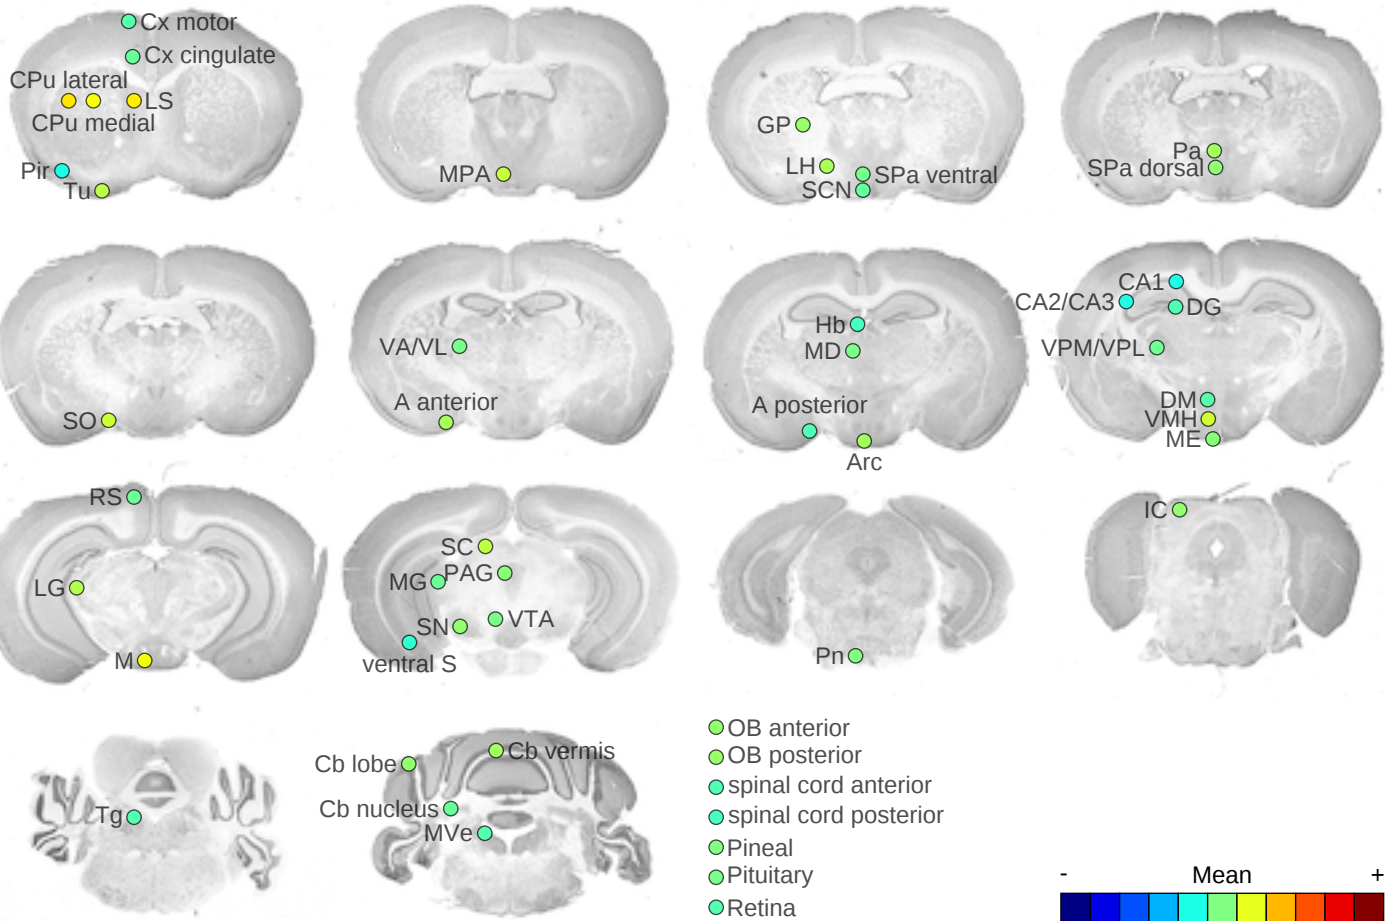 Cx motor
Cx cingulate
CPu lateral
LS
CPu medial
Pir
Tu
MPA
GP
LH
SPa ventral
SCN
Pa
SPa dorsal
SO
VA/VL
A anterior
Hb
MD
A posterior
Arc
CA1
CA2/CA3
DG
VPM/VPL
DM
VMH
ME
RS
LG
M
SC
PAG
MG
VTA
SN
ventral S
Pn
IC
Tg
Cb vermis
Cb lobe
Cb nucleus
MVe
OB anterior
OB posterior
spinal cord anterior
spinal cord posterior
Pineal
Pituitary
Retina
- Mean +